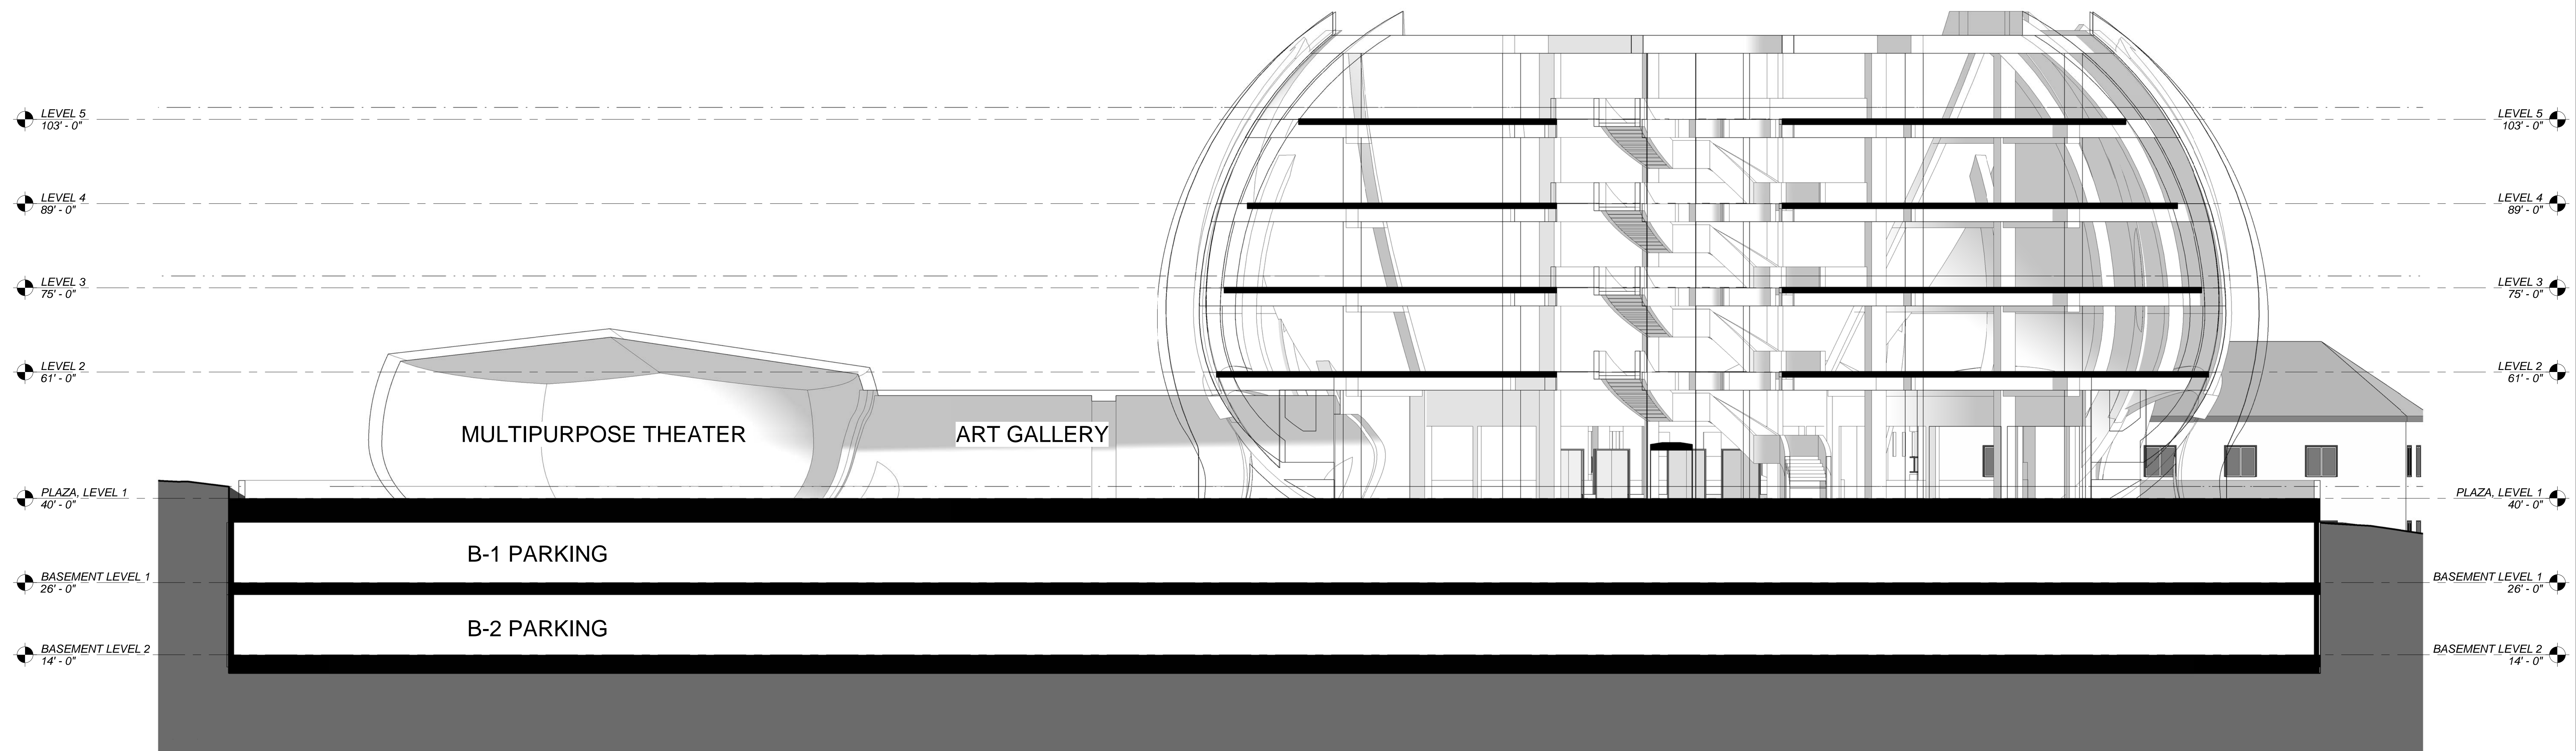 LEVEL 5
103' - 0"
LEVEL 5
103' - 0"
LEVEL 4
89' - 0"
LEVEL 4
89' - 0"
LEVEL 3
75' - 0"
LEVEL 3
75' - 0"
LEVEL 2
61' - 0"
LEVEL 2
61' - 0"
MULTIPURPOSE THEATER
ART GALLERY
PLAZA, LEVEL 1
40' - 0"
PLAZA, LEVEL 1
40' - 0"
B-1 PARKING
BASEMENT LEVEL 1
26' - 0"
BASEMENT LEVEL 1
26' - 0"
B-2 PARKING
BASEMENT LEVEL 2
14' - 0"
BASEMENT LEVEL 2
14' - 0"